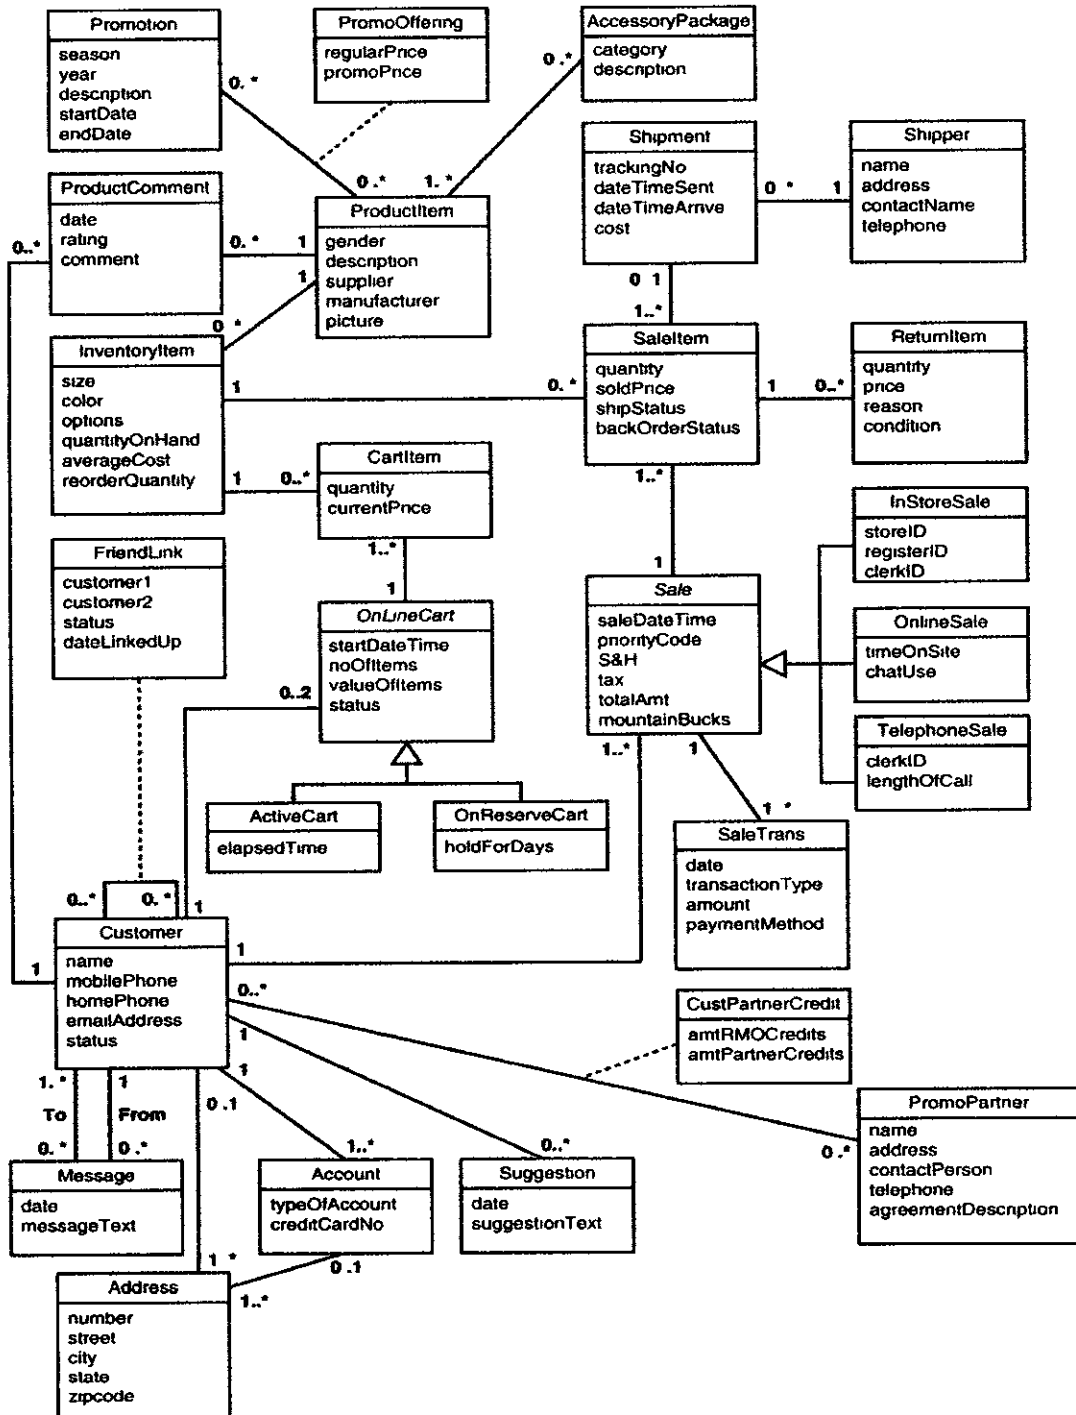 Promotion
season
year
description
startDate
endDate
PromoOffering
regularPrice
promoPrice
AccessoryPackage
category
description
0. *
0 .*
0 .*
1. *
Shipment
trackingNo
dateTimeSent
dateTimeArrive
cost
0 *
1
Shipper
name
address
contactName
telephone
ProductComment
date
rating
comment
0..*
0. *
1
ProductItem
gender
description
supplier
manufacturer
picture
1
0 *
0 1
1..*
InventoryItem
size
color
options
quantityOnHand
averageCost
reorderQuantity
1
0. *
SaleItem
quantity
soldPrice
shipStatus
backOrderStatus
1
0..*
ReturnItem
quantity
price
reason
condition
1
0..*
CartItem
quantity
currentPrice
1..*
1
1..*
1
FriendLink
customer1
customer2
status
dateLinkedUp
OnLineCart
startDateTime
noOfItems
valueOfItems
status
0..2
Sale
saleDateTime
priorityCode
S&H
tax
totalAmt
mountainBucks
InStoreSale
storeID
registerID
clerkID
OnlineSale
timeOnSite
chatUse
TelephoneSale
clerkID
lengthOfCall
1..*
1
ActiveCart
elapsedTime
OnReserveCart
holdForDays
1 *
SaleTrans
date
transactionType
amount
paymentMethod
0..*
0. *
1
Customer
name
mobilePhone
homePhone
emailAddress
status
1
1
0..*
1
1
CustPartnerCredit
amtRMOCredits
amtPartnerCredits
1. *
1
0 .1
To
From
0. *
0 .*
1..*
0..*
0 .*
PromoPartner
name
address
contactPerson
telephone
agreementDescription
Message
date
messageText
Account
typeOfAccount
creditCardNo
Suggestion
date
suggestionText
1 *
0 .1
1..*
Address
number
street
city
state
zipcode